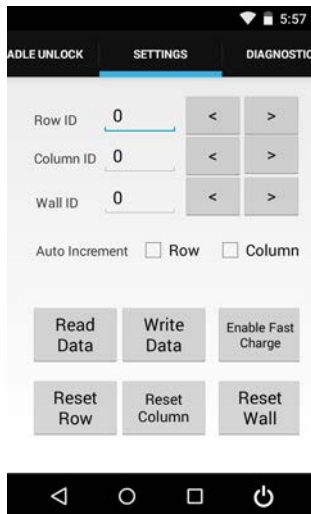 5:57
ADLE UNLOCK SETTINGS DIAGNOSTIC
Row ID 0 < >
Column ID 0 < >
Wall ID 0 < >
Auto Increment Row Column
Read Data
Write Data
Enable Fast Charge
Reset Row
Reset Column
Reset Wall